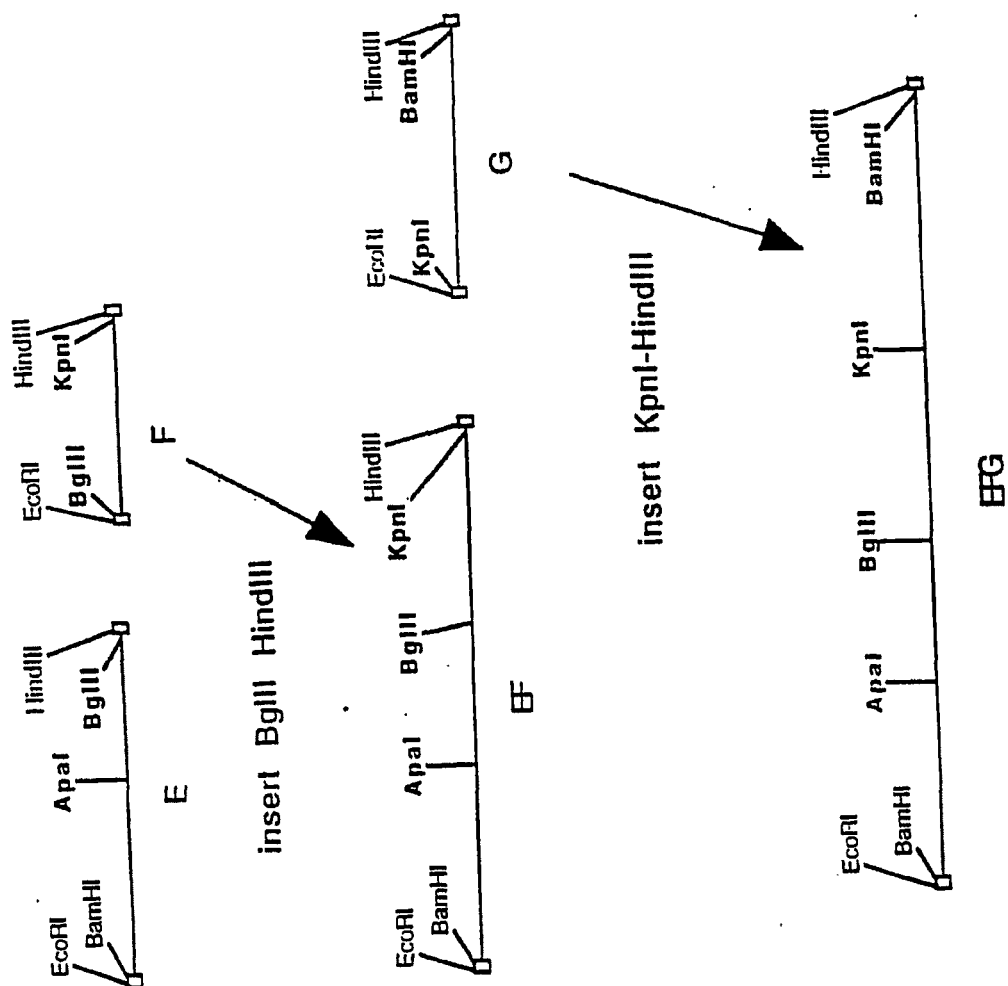 EcoRI
BamHI
ApaI
HindIII
BglII
E
EcoRI
BglII
HindIII
KpnI
F
insert BglII HindIII
EcoRI
BamHI
ApaI
BglII
KpnI
HindIII
EF
EcoRI
KpnI
HindIII
BamHI
G
insert KpnI-HindIII
EcoRI
BamHI
ApaI
BglII
KpnI
HindIII
BamHI
EFG